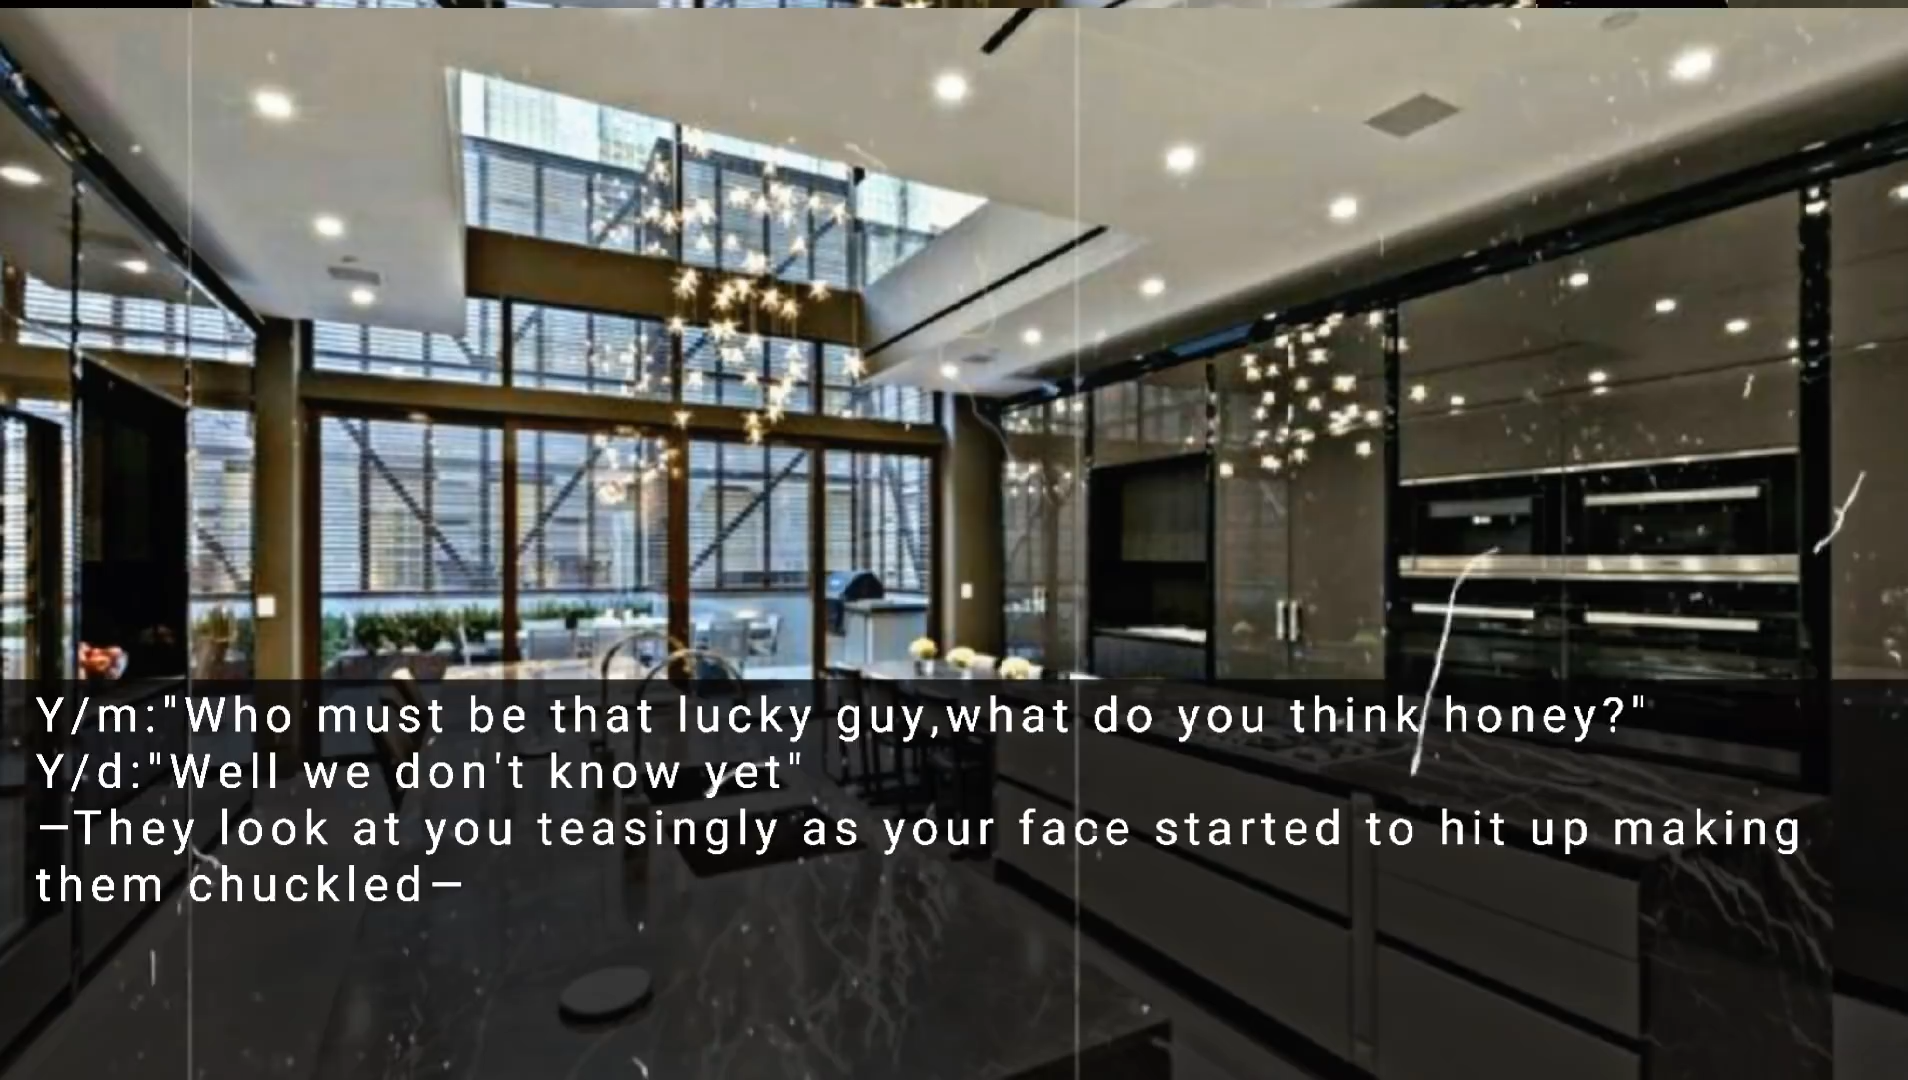 Y/m:"Who must be that lucky guy,what do you think honey?"
Y/d:"Well we don't know yet"
—They look at you teasingly as your face started to hit up making
them chuckled—